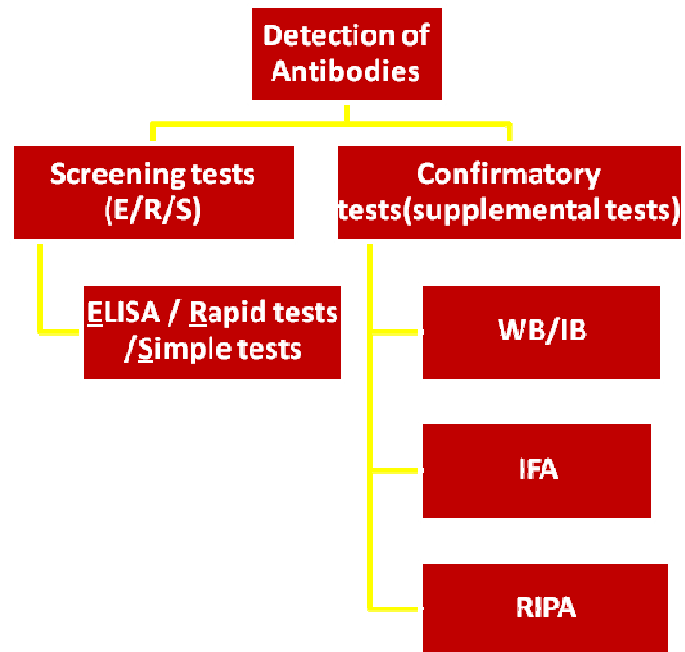 Detection of
Antibodies
Screening tests
(E/R/S)
Confirmatory
tests(supplemental tests)
ELISA / Rapid tests
/Simple tests
WB/IB
IFA
RIPA